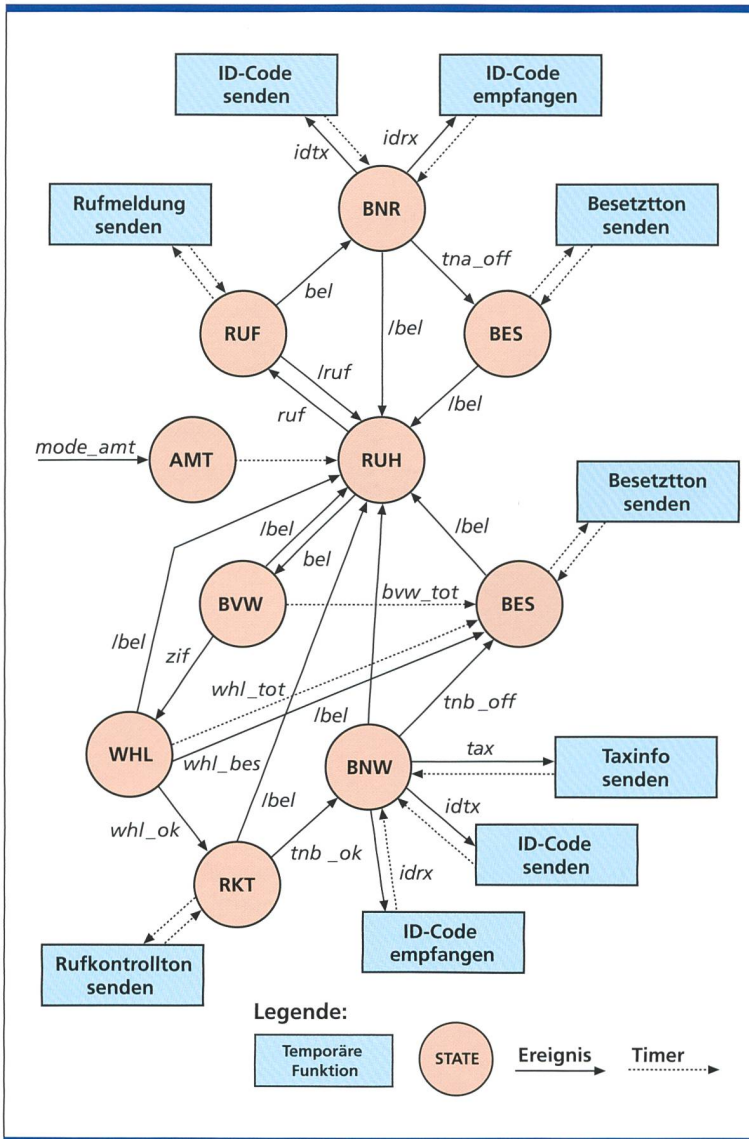 ID-Code
senden
ID-Code
empfangen
idtx
idrx
BNR
Rufmeldung
senden
Besetztton
senden
bel
tna_off
RUF
/bel
BES
/ruf
ruf
/bel
mode_amt
AMT
RUH
Besetztton
senden
/bel
bel
/bel
BVW
bvw_tot
BES
/bel
zif
whl_tot
/bel
tnb_off
WHL
whl_bes
BNW
tax
Taxinfo
senden
/bel
idtx
whl_ok
tnb_ok
idrx
ID-Code
senden
RKT
ID-Code
empfangen
Rufkontrollton
senden
Legende:
Temporäre
Funktion
STATE
Ereignis
Timer